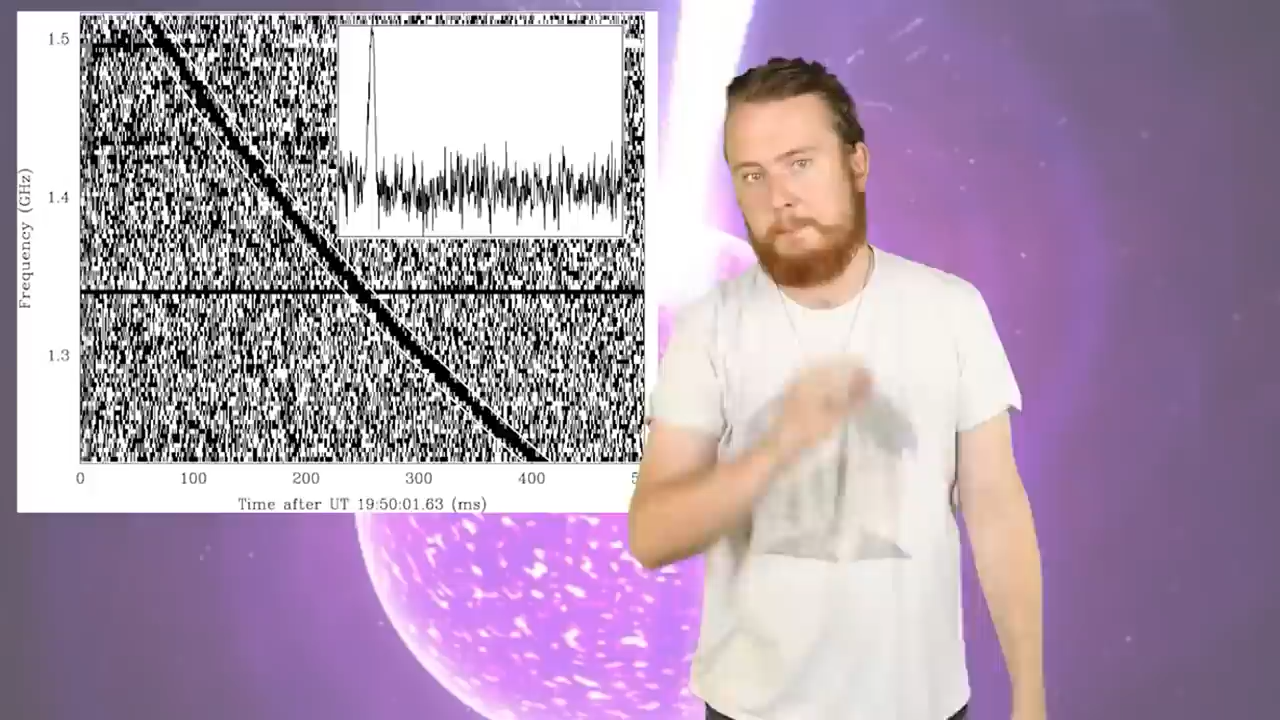 1.5
1.4
1.3
Frequency (GHz)
0 100 200 300 400
Time after UT 19:50:01.63 (ms)